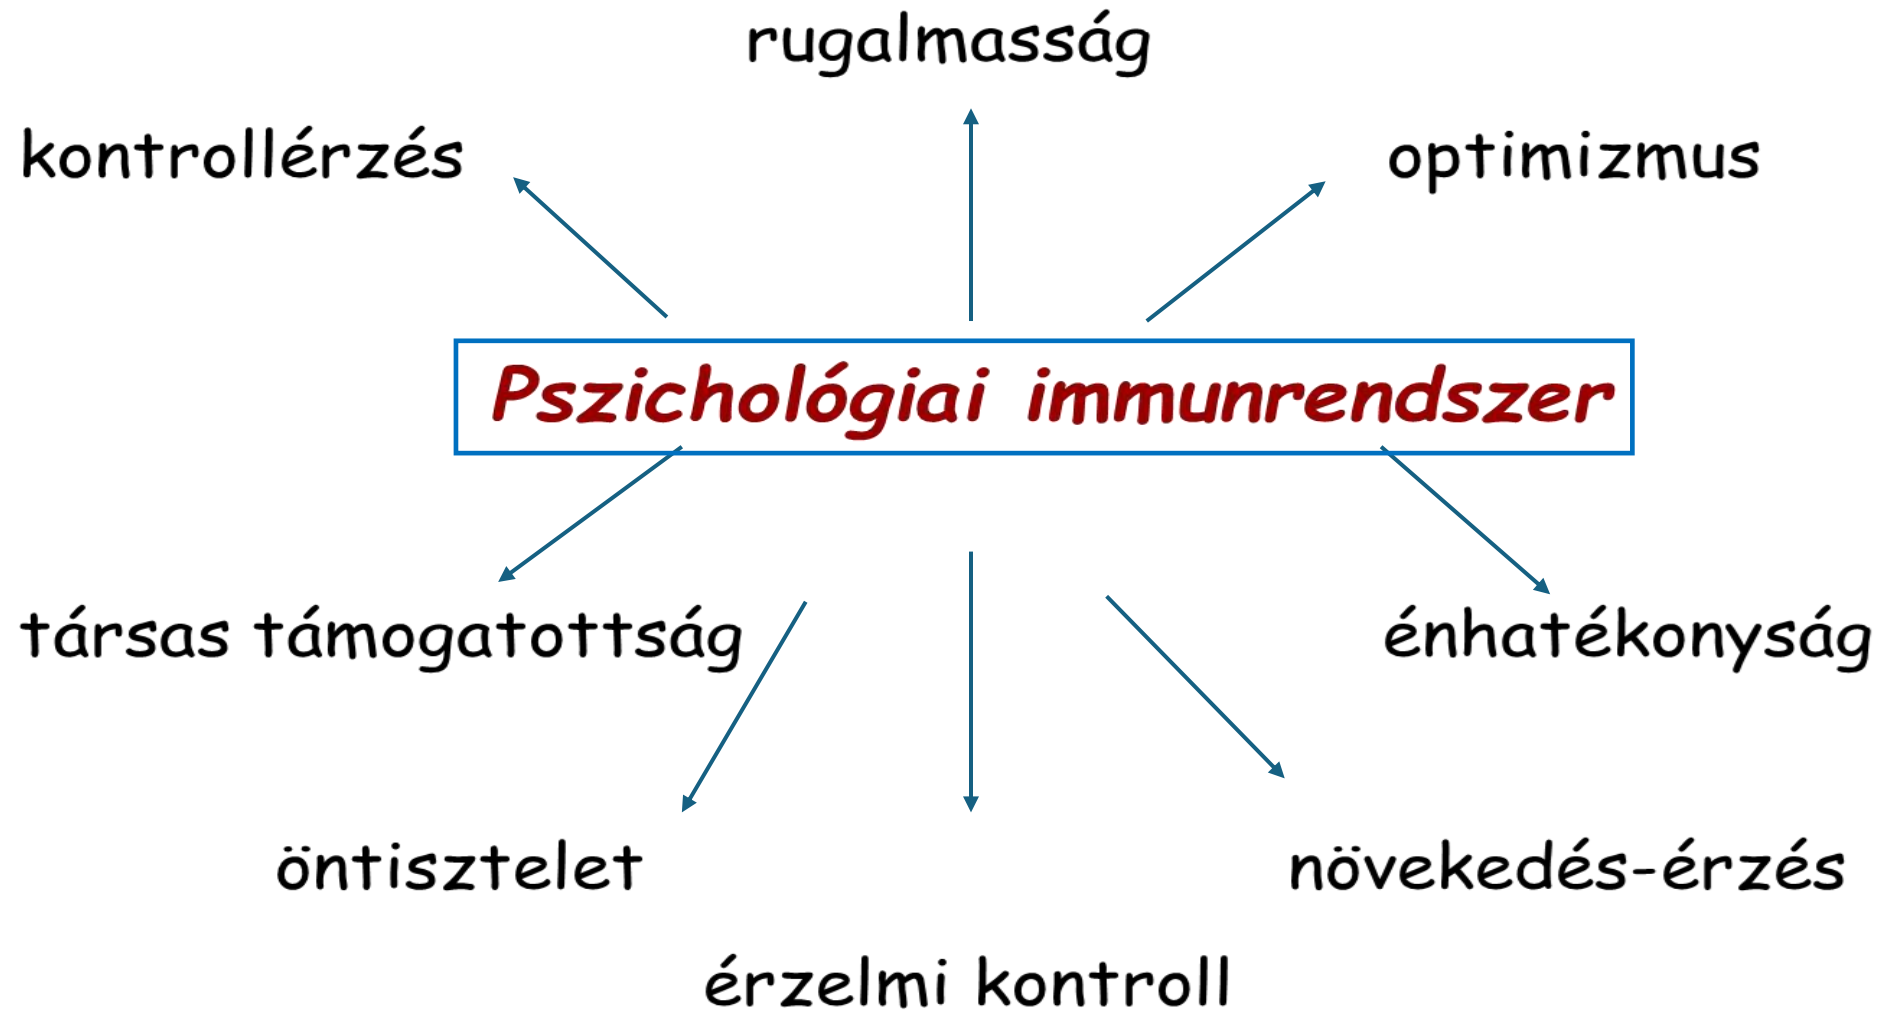 rugalmasság
kontrollérzés
optimizmus
Pszichológiai immunrendszer
társas támogatottság
énhatékonyság
öntisztelet
növekedés-érzés
érzelmi kontroll